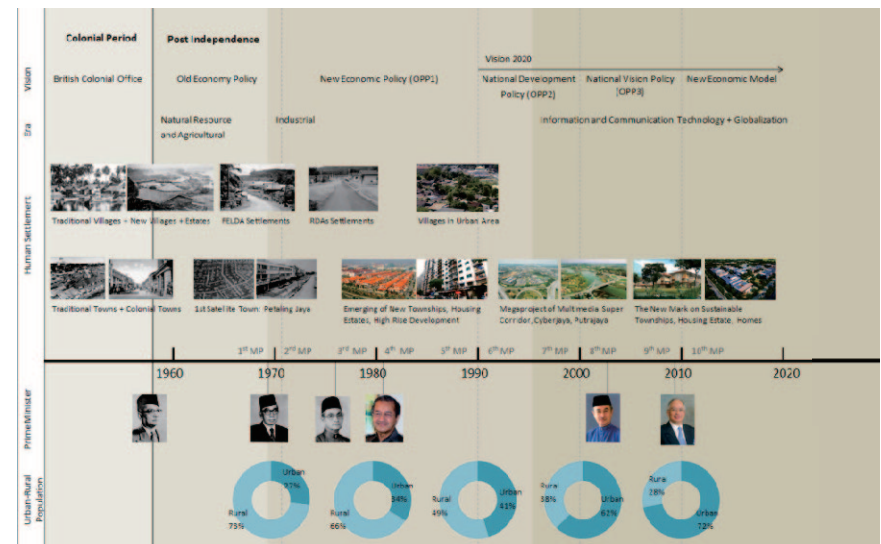 Colonial Period
Post Independence
Vision
Vision 2020
British Colonial Office
Old Economy Policy
New Economic Policy (OPP1)
National Development
Policy (OPP2)
National Vision Policy
(OPP3)
New Economic Model
Era
Natural Resource
and Agricultural
Industrial
Information and Communication Technology + Globalization
Human Settlement
Traditional Villages + New Villages + Estates
FELDA Settlements
RDAs Settlements
Villages in Urban Area
Traditional Towns + Colonial Towns
1st Satellite Town: Petaling Jaya
Emerging of New Townships, Housing
Estates, High Rise Development
Megaproject of Multimedia Super
Corridor, Cyberjaya, Putrajaya
The New Mark on Sustainable
Townships, Housing Estate, Homes
1st MP
2nd MP
3rd MP
4th MP
5th MP
6th MP
7th MP
8th MP
9th MP
10th MP
1960
1970
1980
1990
2000
2010
2020
Prime Minister
Urban-Rural
Population
Urban
27%
Rural
73%
Urban
34%
Rural
66%
Urban
41%
Rural
49%
Rural
38%
Urban
62%
Rural
28%
Urban
72%